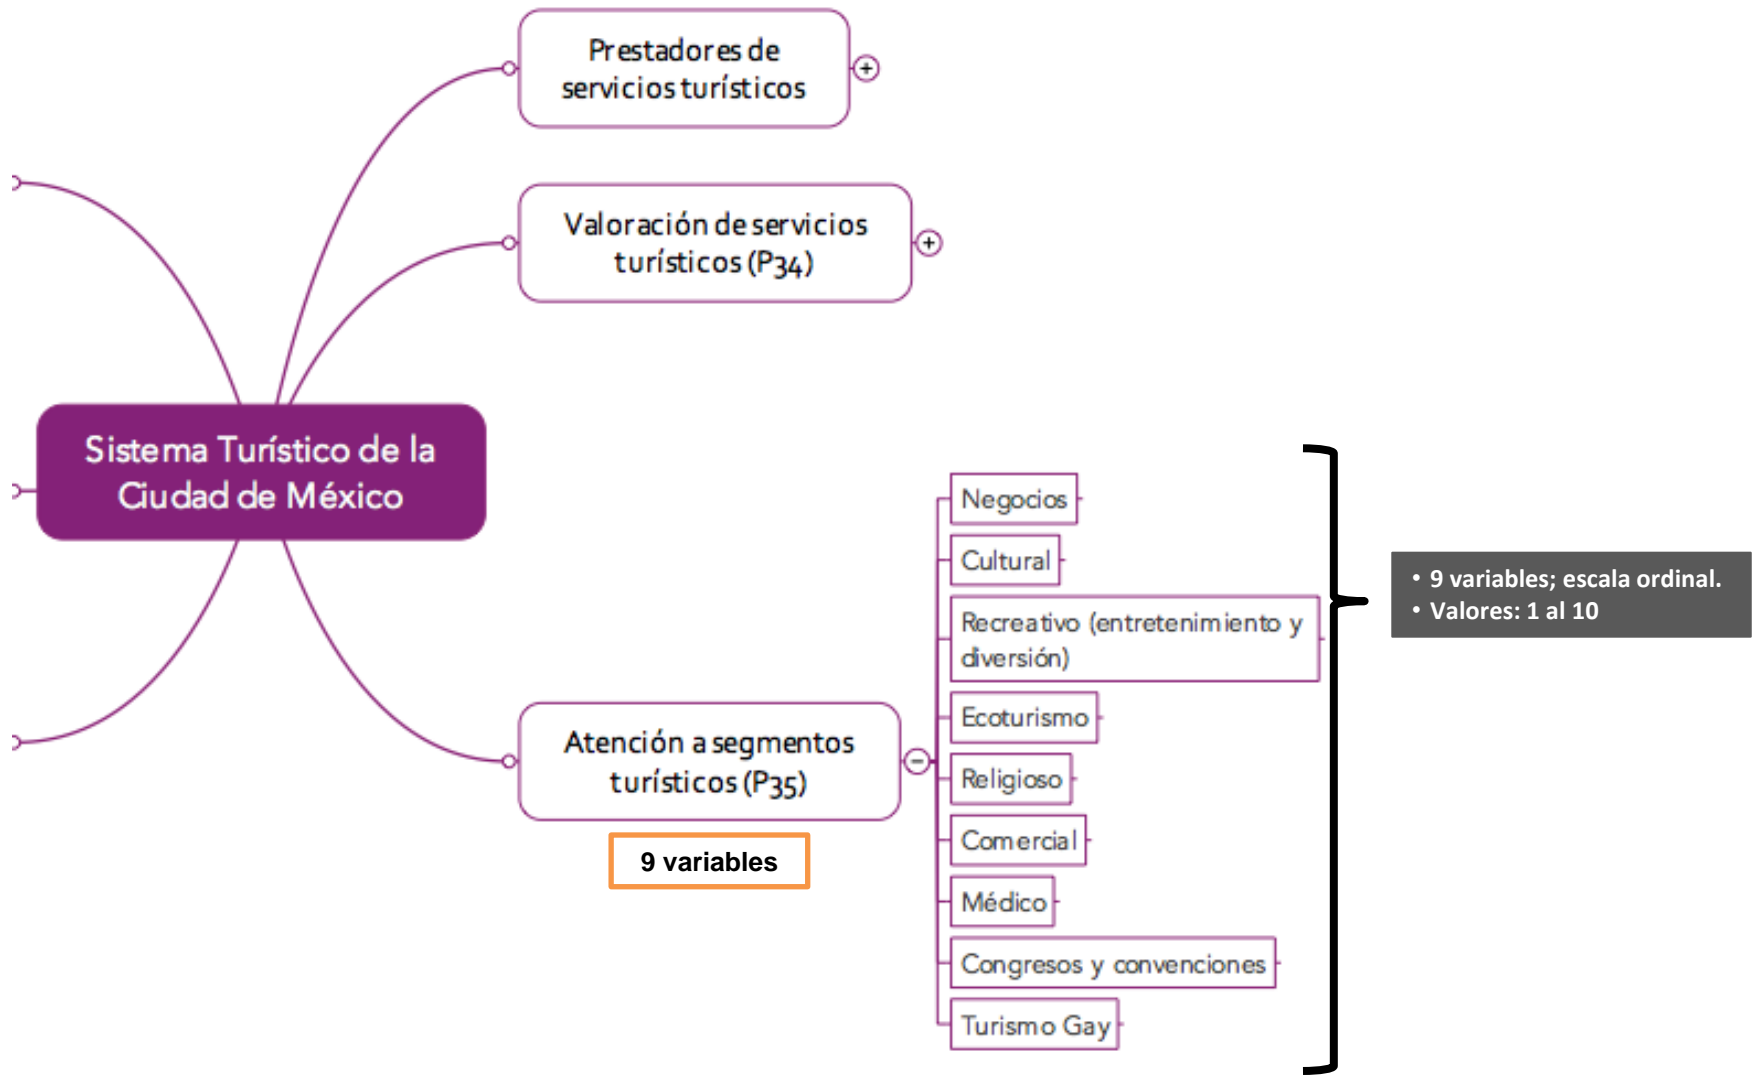 Prestadores de
servicios turísticos
Valoración de servicios
turísticos (P34)
Sistema Turístico de la
Ciudad de México
Atención a segmentos
turísticos (P35)
9 variables
Negocios
Cultural
Recreativo (entretenimiento y
diversión)
Ecoturismo
Religioso
Comercial
Médico
Congresos y convenciones
Turismo Gay
• 9 variables; escala ordinal.
• Valores: 1 al 10